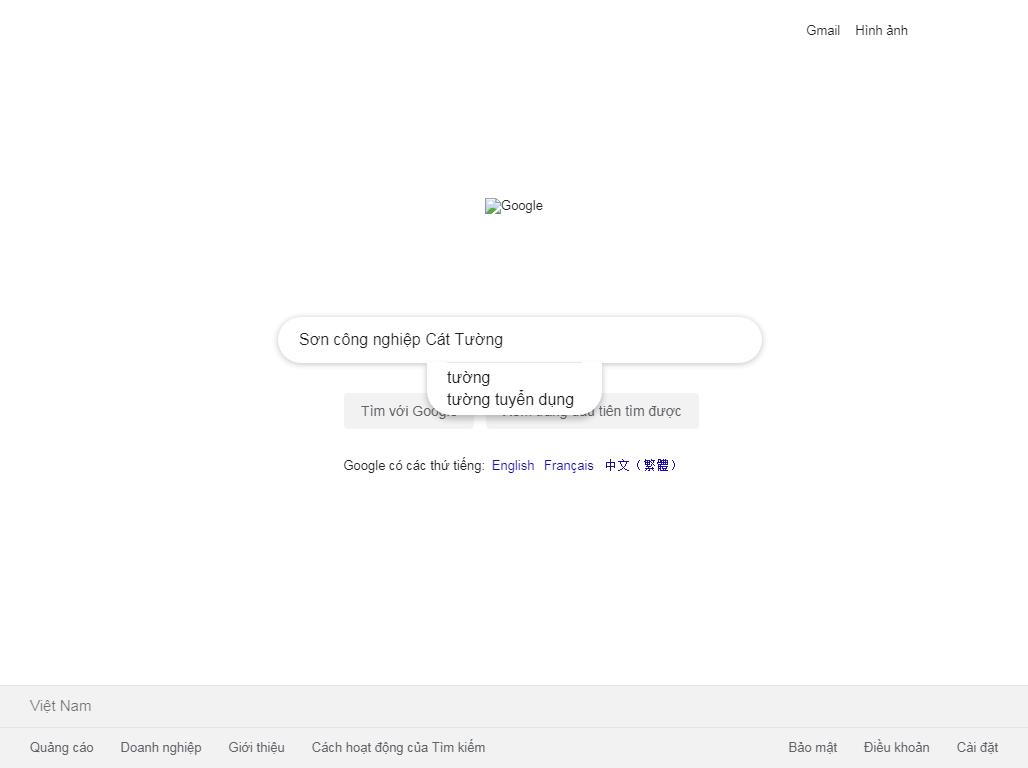 Gmail Hình ảnh
Google
Sơn công nghiệp Cát Tường
tường
tường tuyển dụng
Tìm với Google
tiên tìm được
Google có các thứ tiếng: English Français 中文（繁體）
Việt Nam
Quảng cáo Doanh nghiệp Giới thiệu Cách hoạt động của Tìm kiếm Bảo mật Điều khoản Cài đặt